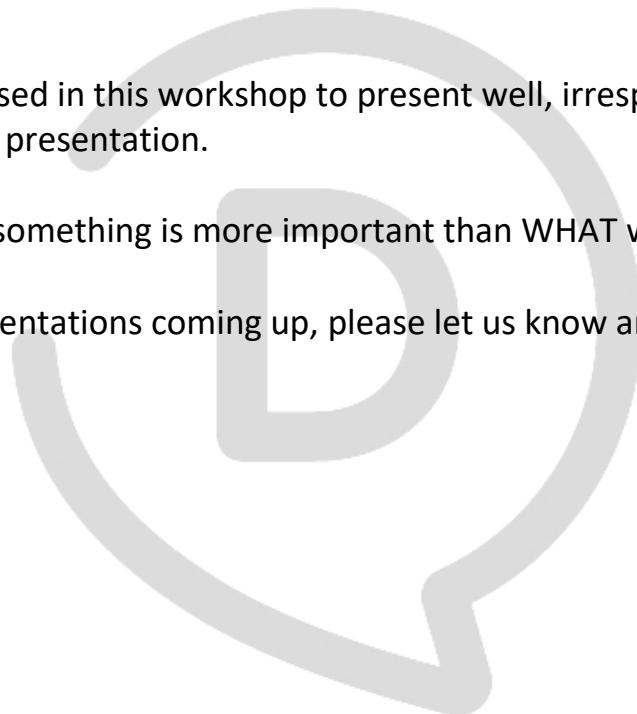 sed in this workshop to present well, irresp
presentation.
something is more important than WHAT w
entations coming up, please let us know a
D